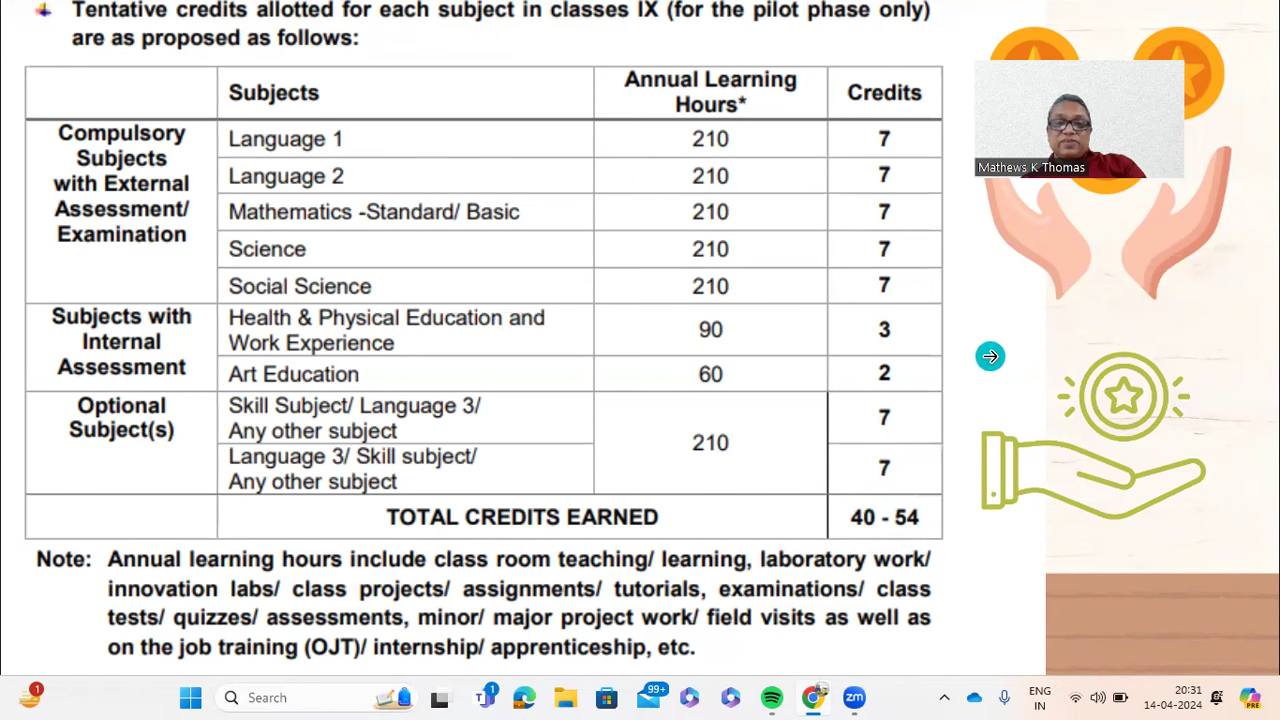 Tentative credits allotted for each subject in classes IX (for the pilot phase only)
are as proposed as follows:
Subjects
Annual Learning
Hours*
Credits
Compulsory
Subjects
with External
Assessment/
Examination
Language 1
210
7
Language 2
210
7
Mathematics -Standard/ Basic
210
7
Science
210
7
Social Science
210
7
Subjects with
Internal
Assessment
Health & Physical Education and
Work Experience
90
3
Art Education
60
2
Optional
Subject(s)
Skill Subject/ Language 3/
Any other subject
210
7
Language 3/ Skill subject/
Any other subject
7
TOTAL CREDITS EARNED
40 - 54
Note: Annual learning hours include class room teaching/ learning, laboratory work/
innovation labs/ class projects/ assignments/ tutorials, examinations/ class
tests/ quizzes/ assessments, minor/ major project work/ field visits as well as
on the job training (OJT)/ internship/ apprenticeship, etc.
Mathews K Thomas
1
Search
1
99+
zm
ENG
IN
20:31
14-04-2024
PRE